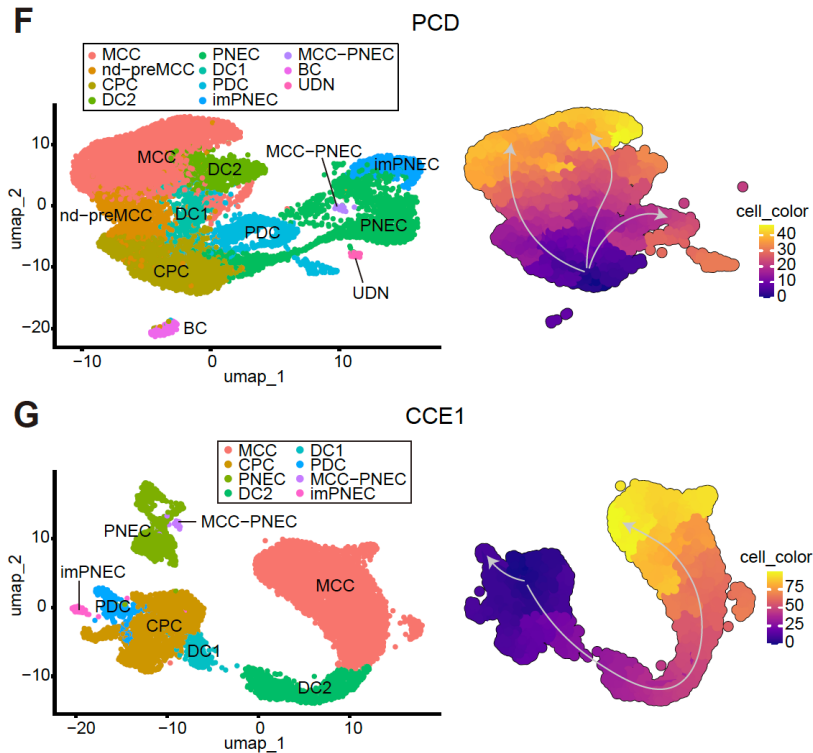 F
PCD
MCC PNEC MCC−PNEC
nd−preMCC DC1 BC
CPC PDC UDN
DC2 imPNEC
umap_2
10
0
−10
−20
MCC
DC2
MCC−PNEC
imPNEC
nd−preMCC
DC1
PDC
PNEC
CPC
UDN
BC
−10 0 10
umap_1
cell_color
40
30
20
10
0
G
CCE1
MCC DC1
CPC PDC
PNEC MCC−PNEC
DC2 imPNEC
umap_2
10
0
−10
PNEC
MCC−PNEC
imPNEC
PDC
CPC
DC1
MCC
DC2
−20 −10 0 10
umap_1
cell_color
75
50
25
0